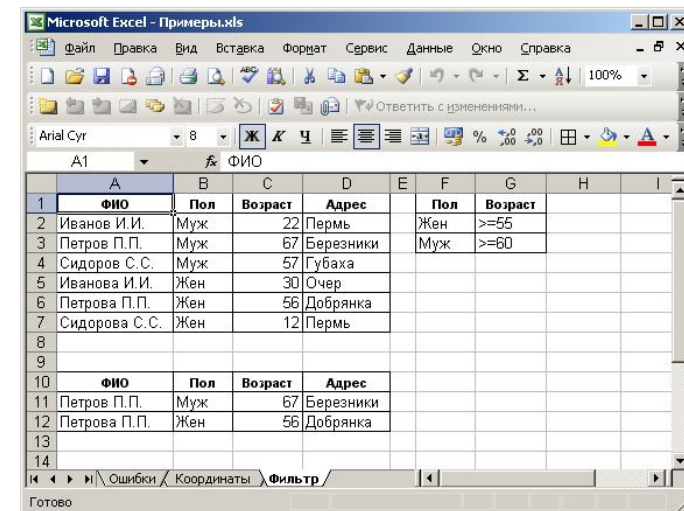 Microsoft Excel - Примеры.xls
Файл Правка Вид Вставка Формат Сервис Данные Окно Справка
100%
Ответить с изменениями...
Arial Cyr 8 Ж К Ч
A1 fx ФИО
A B C D E F G H I
1 ФИО Пол Возраст Адрес Пол Возраст
2 Иванов И.И. Муж 22 Пермь Жен >=55
3 Петров П.П. Муж 67 Березники Муж >=60
4 Сидоров С.С. Муж 57 Губаха
5 Иванова И.И. Жен 30 Очер
6 Петрова П.П. Жен 56 Добрянка
7 Сидорова С.С. Жен 12 Пермь
8
9
10 ФИО Пол Возраст Адрес
11 Петров П.П. Муж 67 Березники
12 Петрова П.П. Жен 56 Добрянка
13
14
Ошибки Координаты Фильтр
Готово